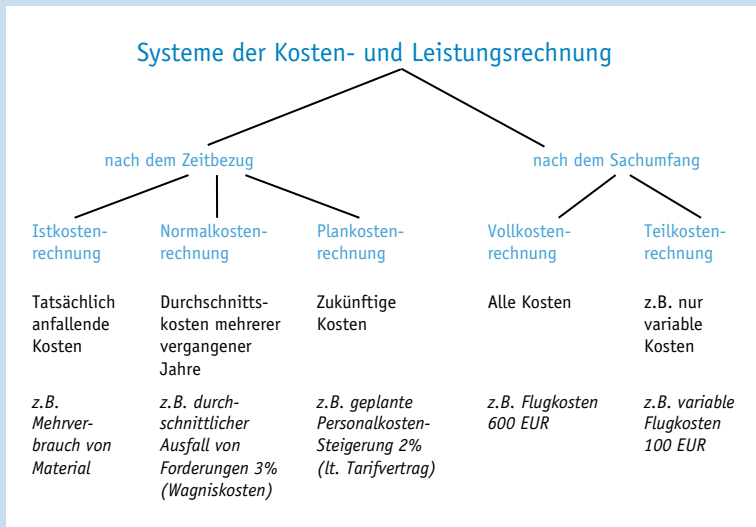 Systeme der Kosten- und Leistungsrechnung
nach dem Zeitbezug
nach dem Sachumfang
Istkosten-
rechnung
Tatsächlich
anfallende
Kosten
z.B.
Mehrver-
brauch von
Material
Normalkosten-
rechnung
Durchschnitts-
kosten mehrerer
vergangener
Jahre
z.B. durch-
schnittlicher
Ausfall von
Forderungen 3%
(Wagniskosten)
Plankosten-
rechnung
Zukünftige
Kosten
z.B. geplante
Personalkosten-
Steigerung 2%
(lt. Tarifvertrag)
Vollkosten-
rechnung
Alle Kosten
z.B. Flugkosten
600 EUR
Teilkosten-
rechnung
z.B. nur
variable
Kosten
z.B. variable
Flugkosten
100 EUR